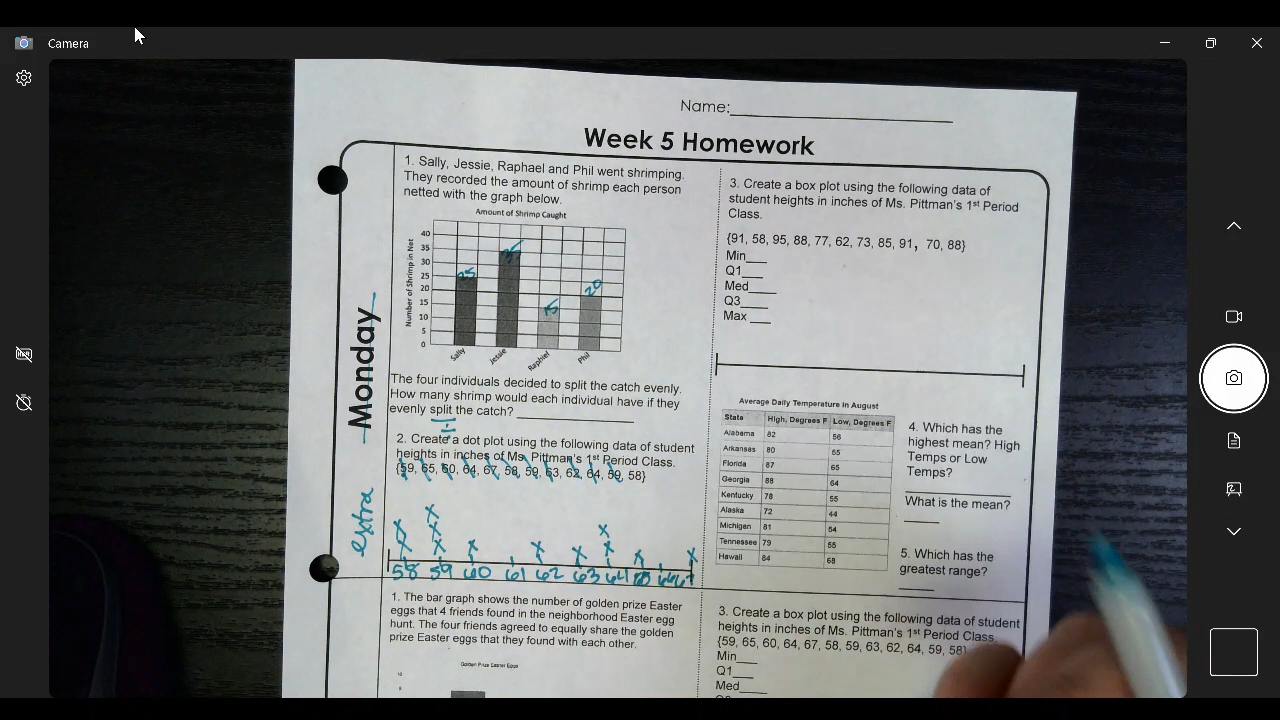 Camera
Name:
Week 5 Homework
Monday
extra
1. Sally, Jessie, Raphael and Phil went shrimping.
They recorded the amount of shrimp each person
netted with the graph below.
Amount of Shrimp Caught
Number of Shrimp in Net
40
35
30
25
20
15
10
5
0
25
35
15
20
Sally
Jessie
Raphael
Phil
The four individuals decided to split the catch evenly.
How many shrimp would each individual have if they
evenly split the catch?
2. Create a dot plot using the following data of student
heights in inches of Ms. Pittman's 1st Period Class.
{59, 65, 60, 64, 67, 58, 59, 63, 62, 64, 59, 58}
58 59 60 61 62 63 64 65 66 67
3. Create a box plot using the following data of
student heights in inches of Ms. Pittman's 1st Period
Class.
{91, 58, 95, 88, 77, 62, 73, 85, 91, 70, 88}
Min
Q1
Med
Q3
Max
Average Daily Temperature in August
State High, Degrees F Low, Degrees F
Alabama 82 56
Arkansas 80 55
Florida 87 65
Georgia 88 64
Kentucky 78 55
Alaska 72 44
Michigan 81 54
Tennessee 79 55
Hawaii 84 68
4. Which has the
highest mean? High
Temps or Low
Temps?
What is the mean?
5. Which has the
greatest range?
1. The bar graph shows the number of golden prize Easter
eggs that 4 friends found in the neighborhood Easter egg
hunt. The four friends agreed to equally share the golden
prize Easter eggs that they found with each other.
Golden Prize Easter Eggs
3. Create a box plot using the following data of student
heights in inches of Ms. Pittman's 1st Period Class.
{59, 65, 60, 64, 67, 58, 59, 63, 62, 64, 59, 58}
Min
Q1
Med